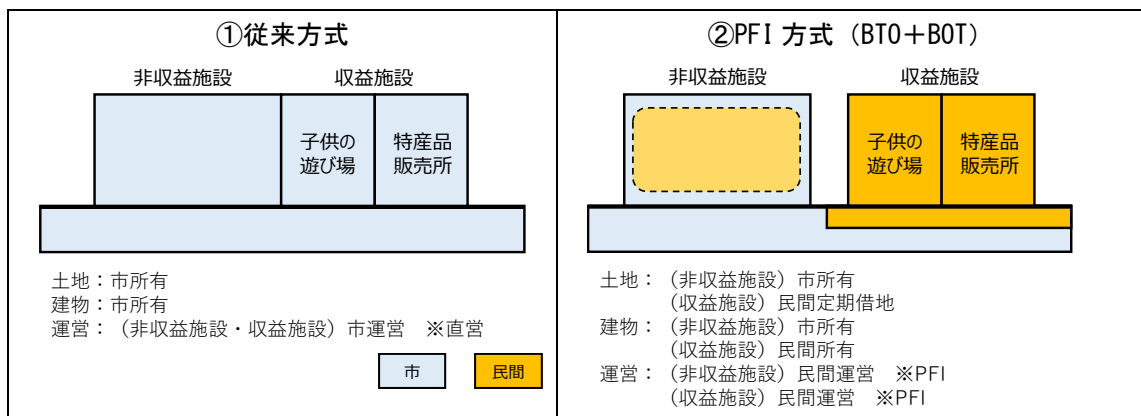 ①従来方式
非収益施設 収益施設
子供の
遊び場
特産品
販売所
土地：市所有
建物：市所有
運営：（非収益施設・収益施設）市運営　※直営
市 民間
②PFI 方式（BTO＋BOT）
非収益施設 収益施設
子供の
遊び場
特産品
販売所
土地：（非収益施設）市所有
（収益施設）民間定期借地
建物：（非収益施設）市所有
（収益施設）民間所有
運営：（非収益施設）民間運営　※PFI
（収益施設）民間運営　※PFI